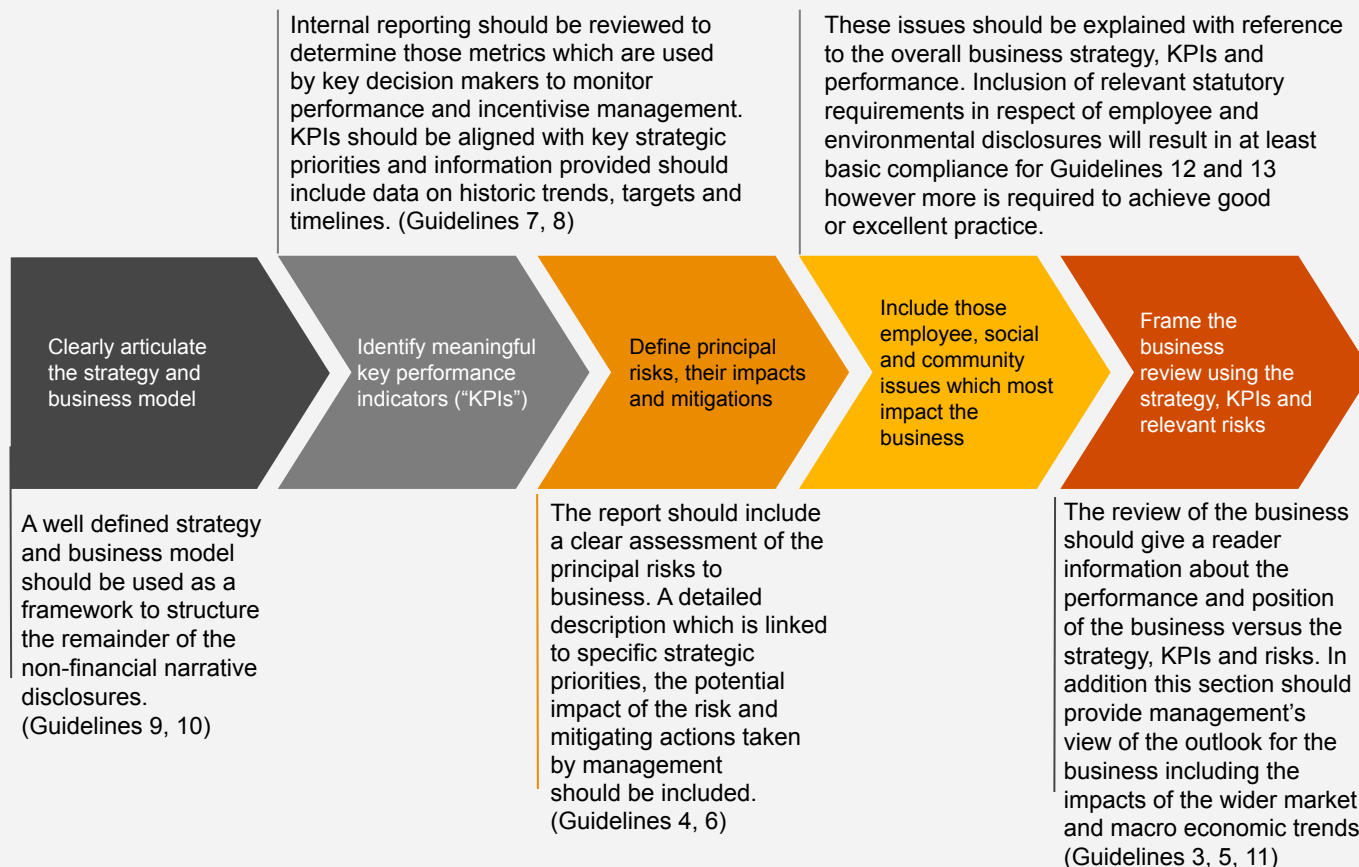 Internal reporting should be reviewed to
determine those metrics which are used
by key decision makers to monitor
performance and incentivise management.
KPIs should be aligned with key strategic
priorities and information provided should
include data on historic trends, targets and
timelines. (Guidelines 7, 8)
These issues should be explained with reference
to the overall business strategy, KPIs and
performance. Inclusion of relevant statutory
requirements in respect of employee and
environmental disclosures will result in at least
basic compliance for Guidelines 12 and 13
however more is required to achieve good
or excellent practice.
Clearly articulate
the strategy and
business model
Identify meaningful
key performance
indicators (“KPIs”)
Define principal
risks, their impacts
and mitigations
Include those
employee, social
and community
issues which most
impact the
business
Frame the
business
review using the
strategy, KPIs and
relevant risks
A well defined strategy
and business model
should be used as a
framework to structure
the remainder of the
non-financial narrative
disclosures.
(Guidelines 9, 10)
The report should include
a clear assessment of the
principal risks to
business. A detailed
description which is linked
to specific strategic
priorities, the potential
impact of the risk and
mitigating actions taken
by management
should be included.
(Guidelines 4, 6)
The review of the business
should give a reader
information about the
performance and position
of the business versus the
strategy, KPIs and risks. In
addition this section should
provide management’s
view of the outlook for the
business including the
impacts of the wider market
and macro economic trends
(Guidelines 3, 5, 11)